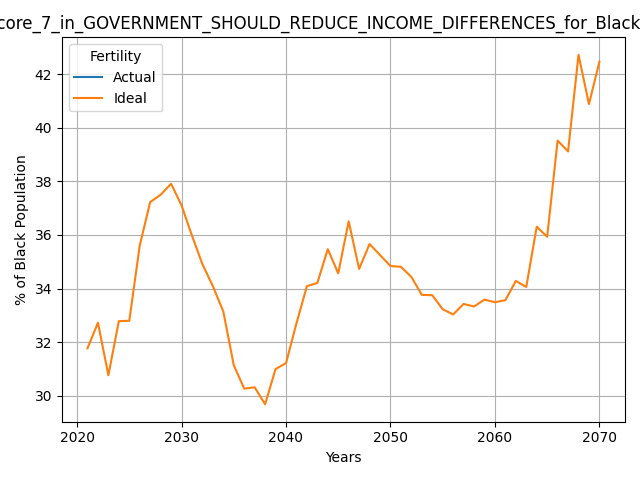 core_7_in_GOVERNMENT_SHOULD_REDUCE_INCOME_DIFFERENCES_for_Black
Fertility
Actual
Ideal
% of Black Population
42
40
38
36
34
32
30
2020 2030 2040 2050 2060 2070
Years